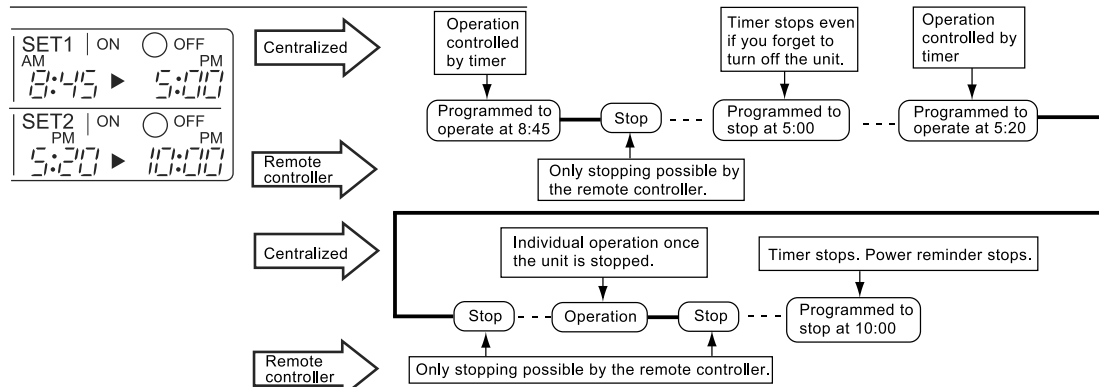 SET1 | ON OFF
AM PM
8:45 ▶ 5:00
SET2 | ON OFF
PM PM
5:20 ▶ 10:00
Centralized
Operation
controlled
by timer
Timer stops even
if you forget to
turn off the unit.
Operation
controlled by
timer
Programmed to
operate at 8:45
Stop
Programmed to
stop at 5:00
Programmed to
operate at 5:20
Remote
controller
Only stopping possible by
the remote controller.
Centralized
Individual operation once
the unit is stopped.
Timer stops. Power reminder stops.
Stop
Operation
Stop
Programmed to
stop at 10:00
Remote
controller
Only stopping possible by the remote controller.